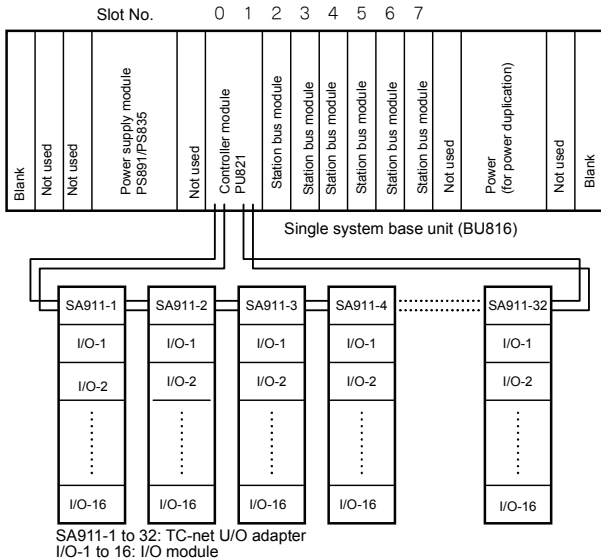 Slot No. 0 1 2 3 4 5 6 7
Blank
Not used
Not used
Power supply module
PS891/PS835
Not used
Controller module
PU821
Station bus module
Station bus module
Station bus module
Station bus module
Station bus module
Station bus module
Not used
Power
(for power duplication)
Not used
Blank
Single system base unit (BU816)
SA911-1 SA911-2 SA911-3 SA911-4 SA911-32
I/O-1 I/O-1 I/O-1 I/O-1 I/O-1
I/O-2 I/O-2 I/O-2 I/O-2 I/O-2
I/O-16 I/O-16 I/O-16 I/O-16 I/O-16
SA911-1 to 32: TC-net U/O adapter
I/O-1 to 16: I/O module